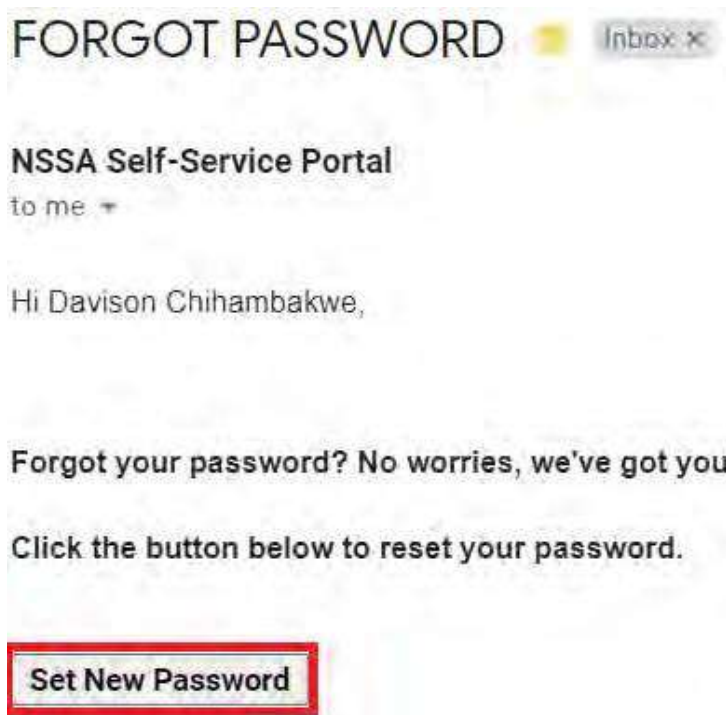 FORGOT PASSWORD Inbox ×
NSSA Self-Service Portal
to me
Hi Davison Chihambakwe,
Forgot your password? No worries, we've got you
Click the button below to reset your password.
Set New Password